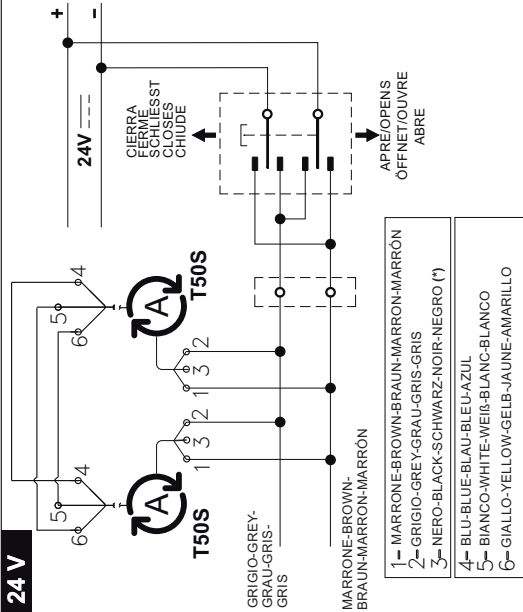 24 V
+
−
24V
CIERRA
FERME
SCHLIESST
CLOSES
CHIUDE
APRE/OPENS
ÖFFNET/OUVRE
ABRE
4
5
6
A
T50S
1
3
2
4
5
6
A
T50S
1
3
2
GRIGIO-GREY-
GRAU-GRIS-
GRIS
MARRONE-BROWN-
BRAUN-MARRON-MARRÓN
1– MARRONE-BROWN-BRAUN-MARRON-MARRÓN
2– GRIGIO-GREY-GRAU-GRIS-GRIS
3– NERO-BLACK-SCHWARZ-NOIR-NEGRO (*)
4– BLU-BLUE-BLAU-BLEU-AZUL
5– BIANCO-WHITE-WEIß-BLANC-BLANCO
6– GIALLO-YELLOW-GELB-JAUNE-AMARILLO